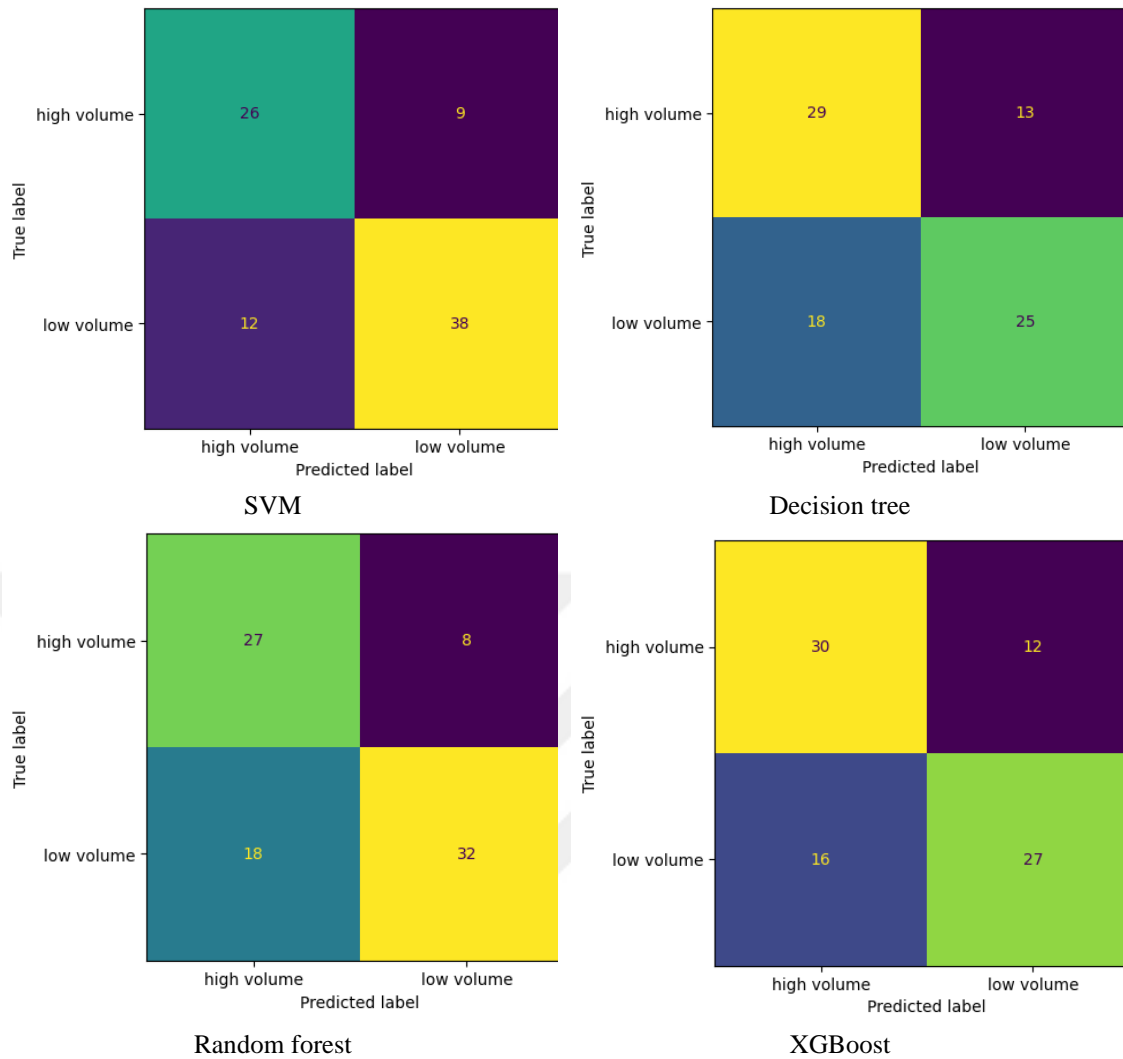 high volume
26
9
True label
low volume
12
38
high volume
low volume
Predicted label
SVM
high volume
29
13
True label
low volume
18
25
high volume
low volume
Predicted label
Decision tree
high volume
27
8
True label
low volume
18
32
high volume
low volume
Predicted label
Random forest
high volume
30
12
True label
low volume
16
27
high volume
low volume
Predicted label
XGBoost